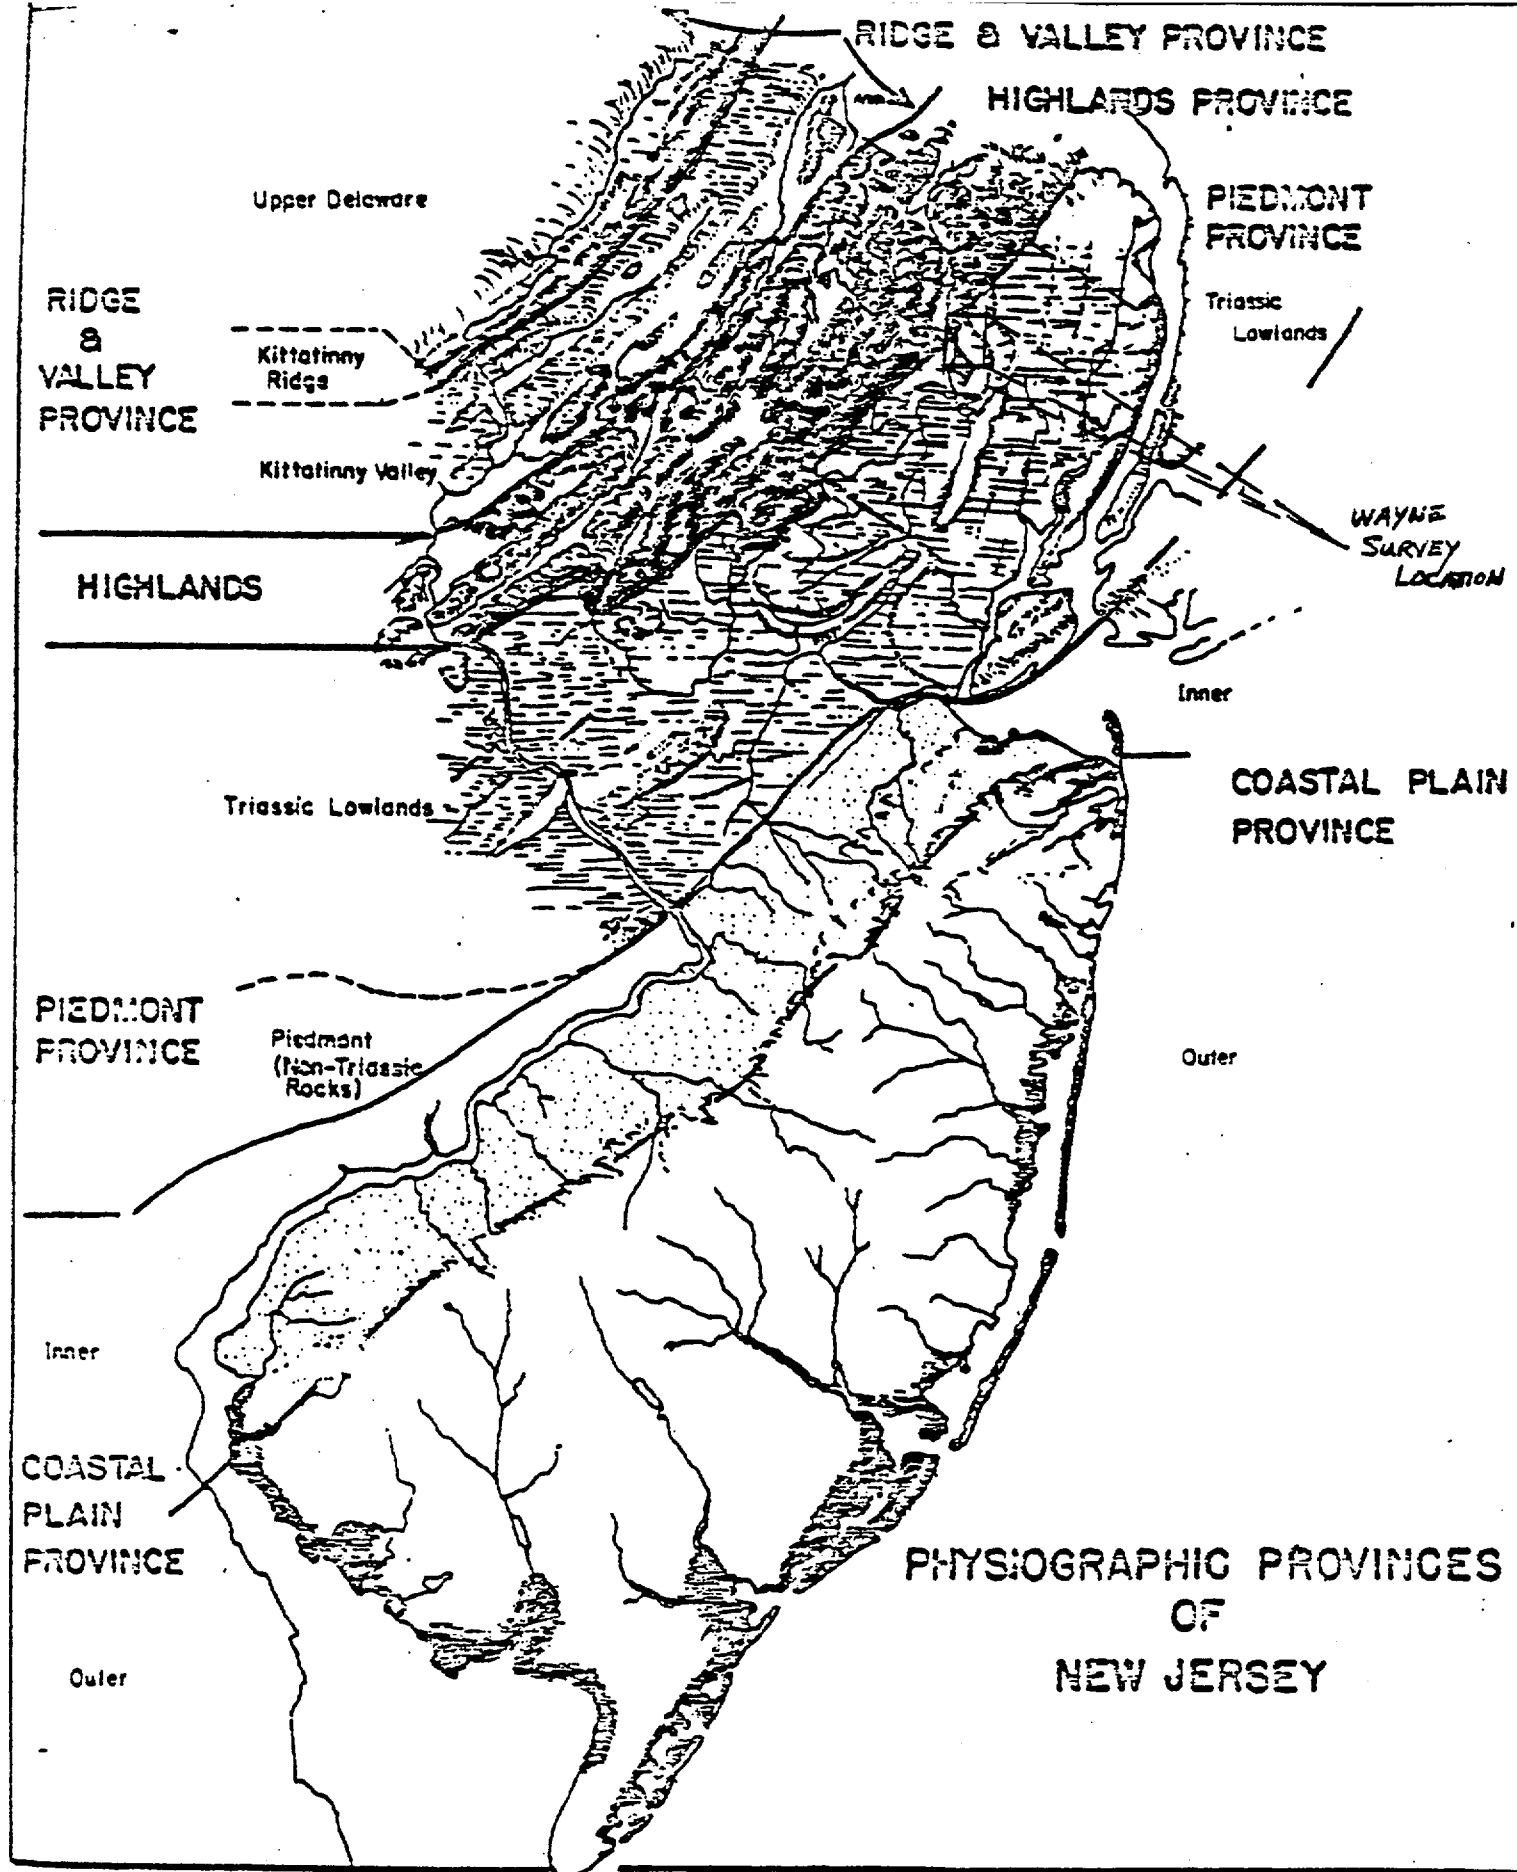 RIDGE & VALLEY PROVINCE
HIGHLANDS PROVINCE
Upper Delaware
PIEDMONT
PROVINCE
RIDGE
&
VALLEY
PROVINCE
Triassic
Lowlands
Kittatinny
Ridge
Kittatinny Valley
WAYNE
SURVEY
LOCATION
HIGHLANDS
Inner
COASTAL PLAIN
PROVINCE
Triassic Lowlands
PIEDMONT
PROVINCE
Piedmont
(Non-Triassic
Rocks)
Outer
Inner
COASTAL
PLAIN
PROVINCE
Outer
PHYSIOGRAPHIC PROVINCES
OF
NEW JERSEY